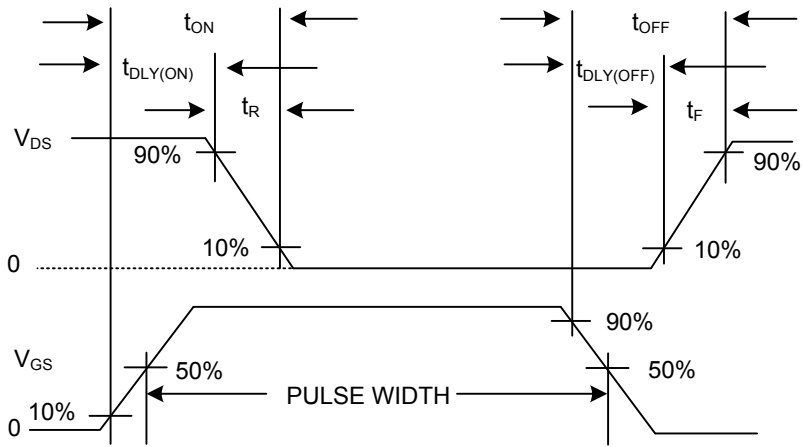 tON tOFF
tDLY(ON) tDLY(OFF)
tR tF
VDS
90% 90%
10% 10%
0
90%
VGS 50% 50%
PULSE WIDTH
10%
0